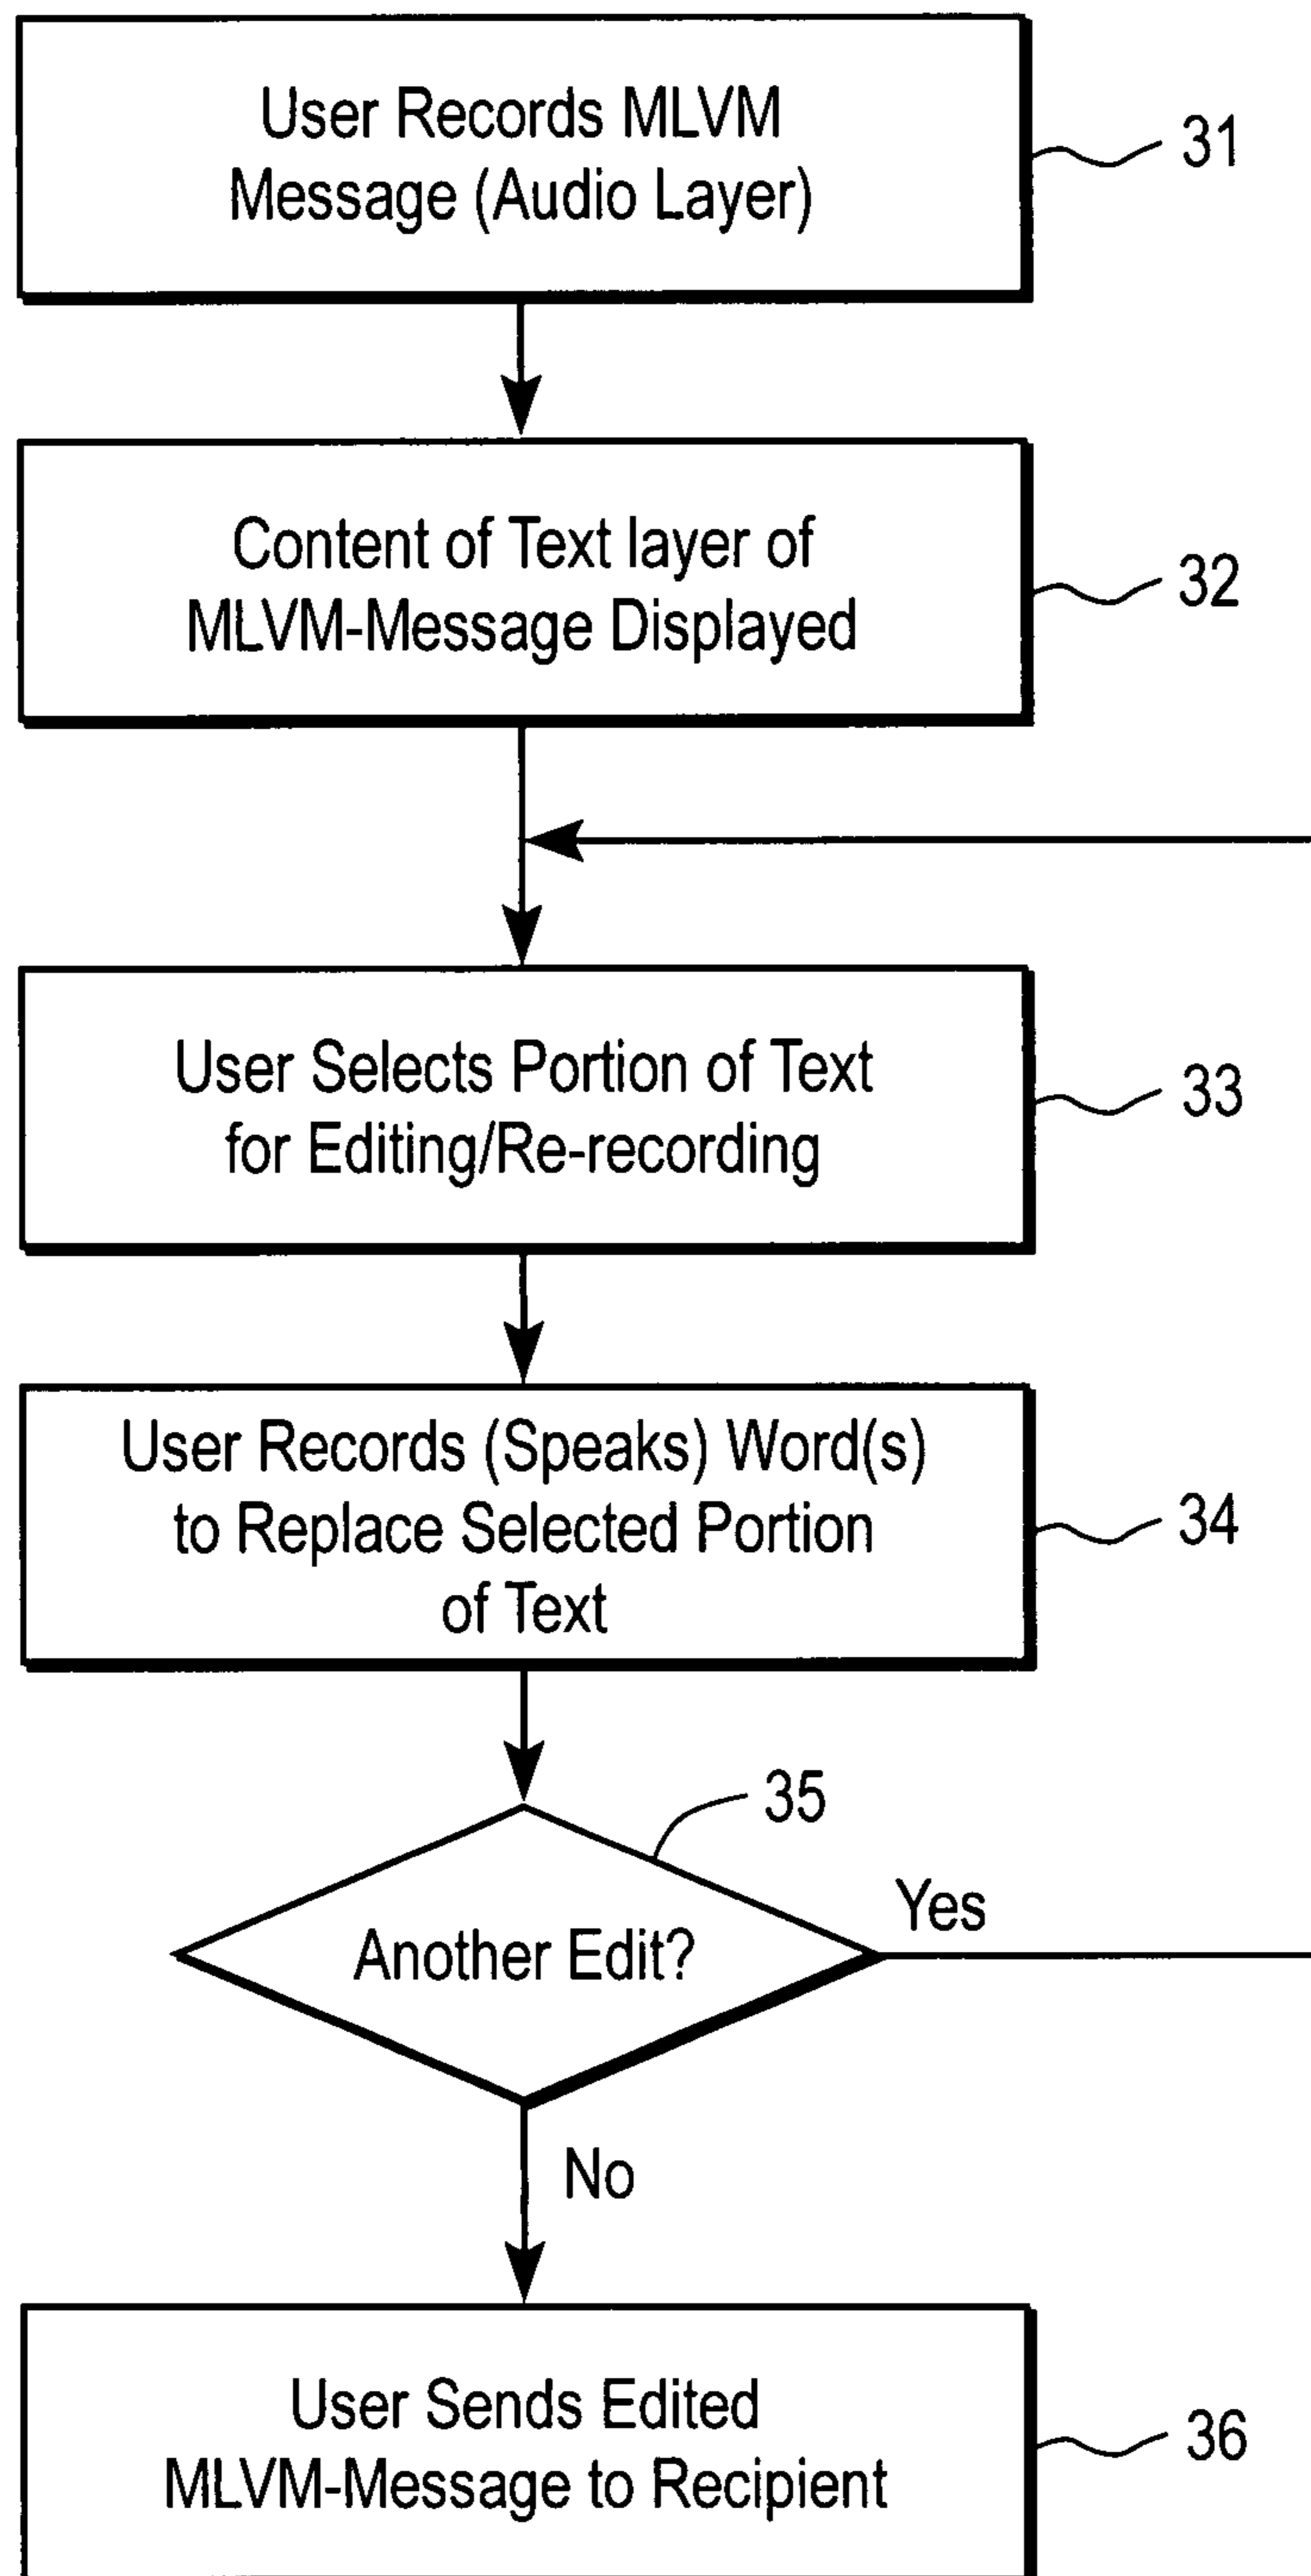 User Records MLVM
Message (Audio Layer)
31
Content of Text layer of
MLVM-Message Displayed
32
User Selects Portion of Text
for Editing/Re-recording
33
User Records (Speaks) Word(s)
to Replace Selected Portion
of Text
34
35
Another Edit?
Yes
No
User Sends Edited
MLVM-Message to Recipient
36